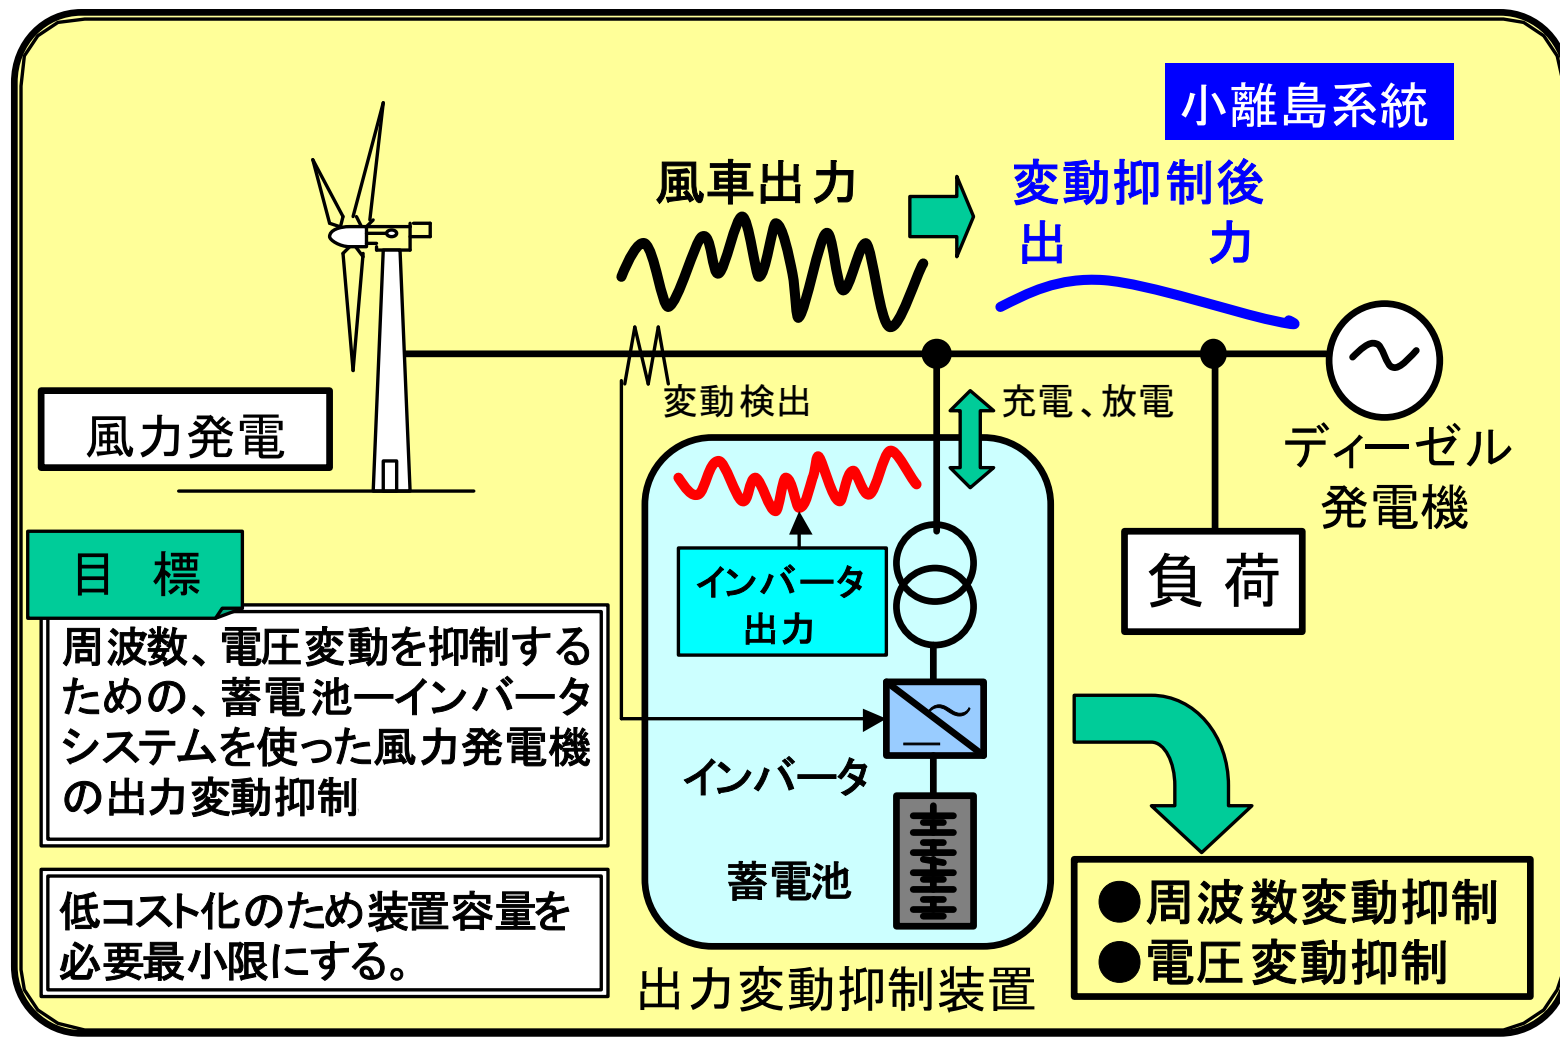 小離島系統
風車出力
変動抑制後
出 力
変動検出
充電、放電
風力発電
ディーゼル
発電機
負 荷
インバータ
出力
目 標
周波数、電圧変動を抑制する
ための、蓄電池ーインバータ
システムを使った風力発電機
の出力変動抑制
インバータ
蓄電池
低コスト化のため装置容量を
必要最小限にする。
出力変動抑制装置
●周波数変動抑制
●電圧変動抑制